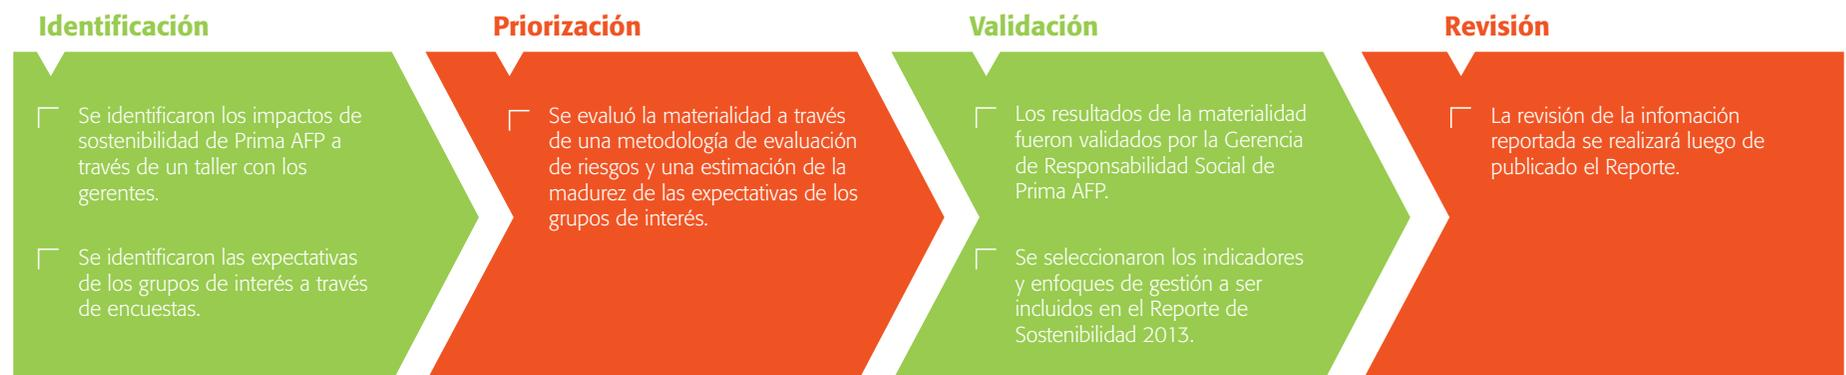 Identificación
Se identificaron los impactos de
sostenibilidad de Prima AFP a
través de un taller con los
gerentes.
Se identificaron las expectativas
de los grupos de interés a través
de encuestas.
Priorización
Se evaluó la materialidad a través
de una metodología de evaluación
de riesgos y una estimación de la
madurez de las expectativas de los
grupos de interés.
Validación
Los resultados de la materialidad
fueron validados por la Gerencia
de Responsabilidad Social de
Prima AFP.
Se seleccionaron los indicadores
y enfoques de gestión a ser
incluidos en el Reporte de
Sostenibilidad 2013.
Revisión
La revisión de la infomación
reportada se realizará luego de
publicado el Reporte.